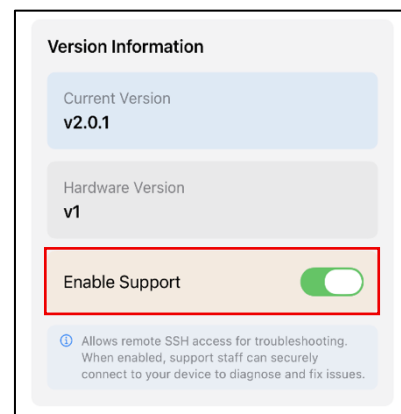 Version Information
Current Version
v2.0.1
Hardware Version
v1
Enable Support
Allows remote SSH access for troubleshooting.
When enabled, support staff can securely
connect to your device to diagnose and fix issues.